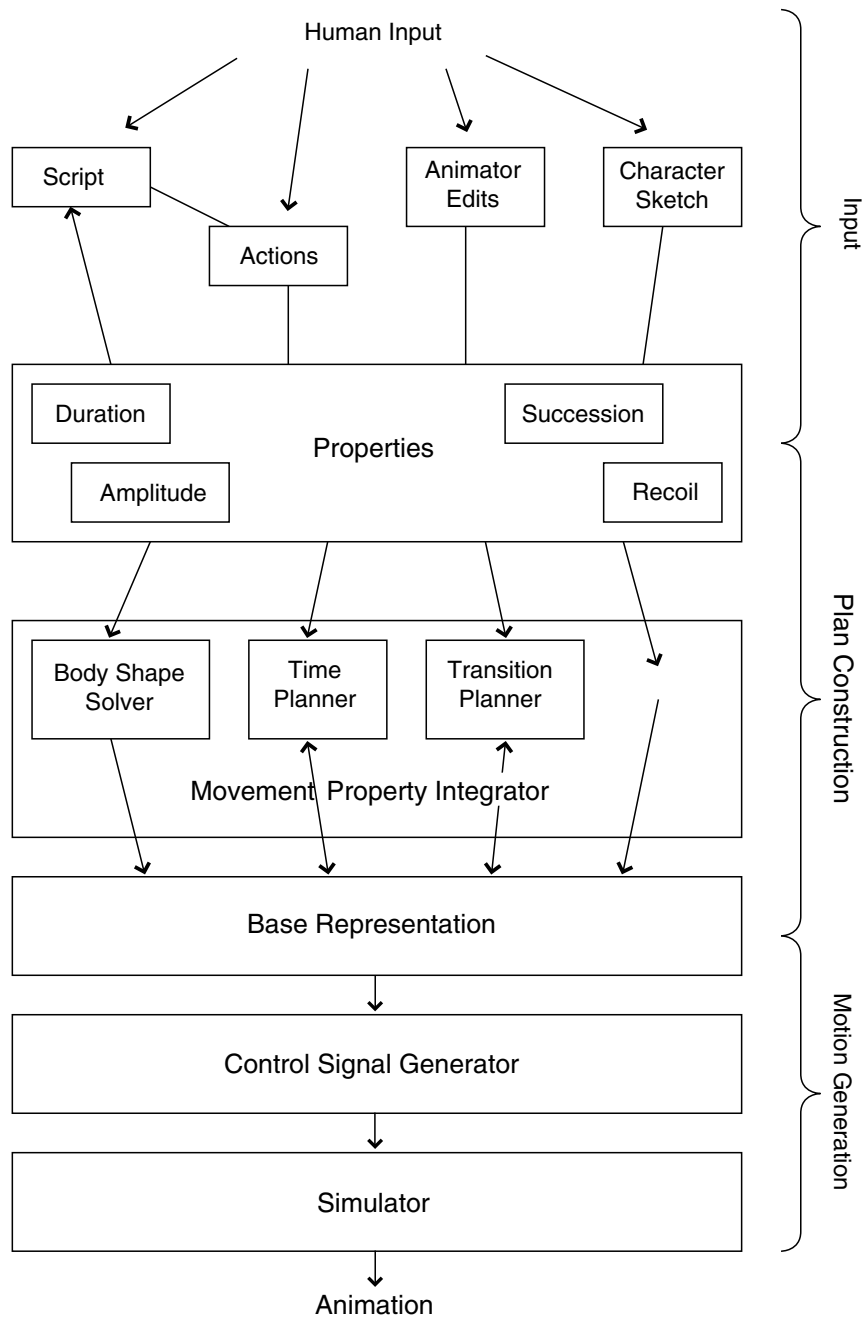 Human Input
Script
Animator
Edits
Character
Sketch
Actions
Input
Duration
Succession
Properties
Amplitude
Recoil
Plan Construction
Body Shape
Solver
Time
Planner
Transition
Planner
Movement Property Integrator
Base Representation
Control Signal Generator
Motion Generation
Simulator
Animation